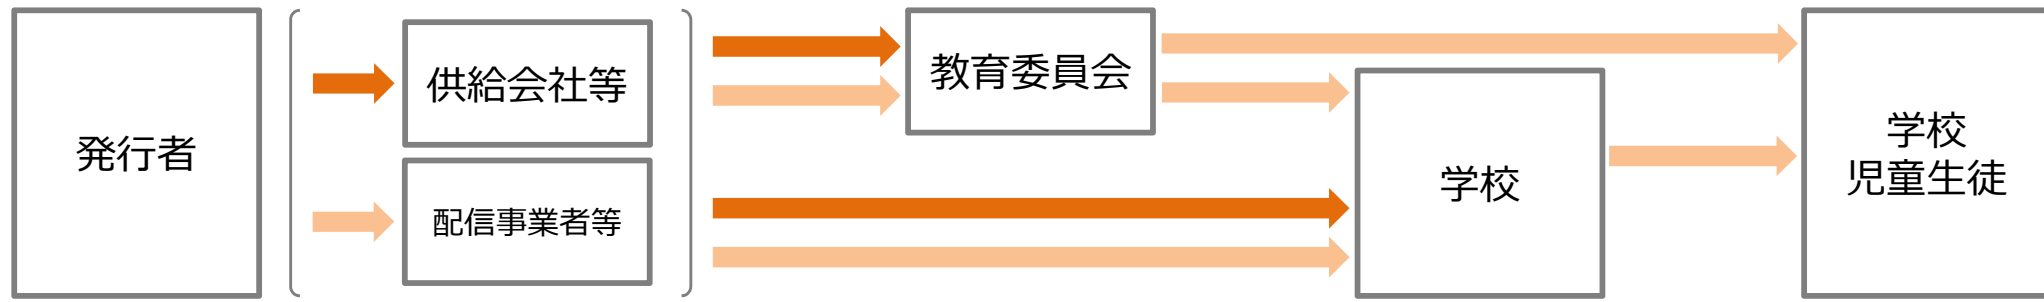 発行者
供給会社等
配信事業者等
教育委員会
学校
学校
児童生徒